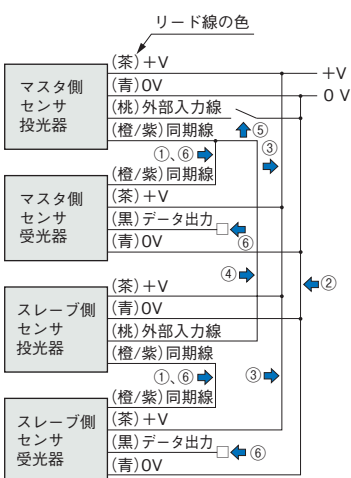 リード線の色
(茶)+V
+V
(青)0V
0 V
(桃)外部入力線
マスタ側
センサ
投光器
⑤
(橙/紫)同期線
③
①、⑥
(橙/紫)同期線
(茶)+V
マスタ側
センサ
受光器
(黒)データ出力
⑥
(青)0V
④
②
(茶)+V
(青)0V
スレーブ側
センサ
投光器
(桃)外部入力線
(橙/紫)同期線
①、⑥
③
(橙/紫)同期線
(茶)+V
スレーブ側
センサ
受光器
(黒)データ出力
⑥
(青)0V